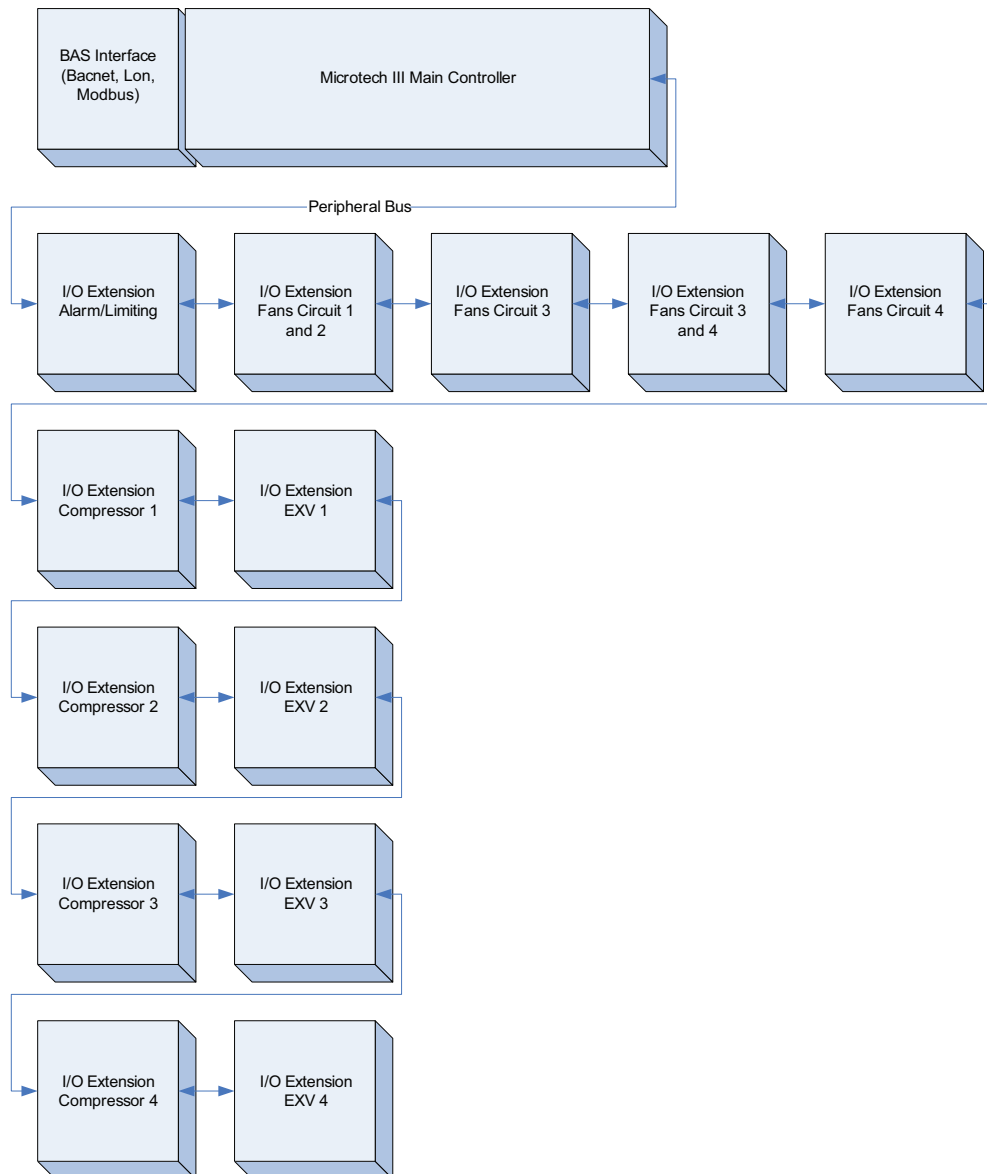 BAS Interface
(Bacnet, Lon,
Modbus)
Microtech III Main Controller
Peripheral Bus
I/O Extension
Alarm/Limiting
I/O Extension
Fans Circuit 1
and 2
I/O Extension
Fans Circuit 3
I/O Extension
Fans Circuit 3
and 4
I/O Extension
Fans Circuit 4
I/O Extension
Compressor 1
I/O Extension
EXV 1
I/O Extension
Compressor 2
I/O Extension
EXV 2
I/O Extension
Compressor 3
I/O Extension
EXV 3
I/O Extension
Compressor 4
I/O Extension
EXV 4